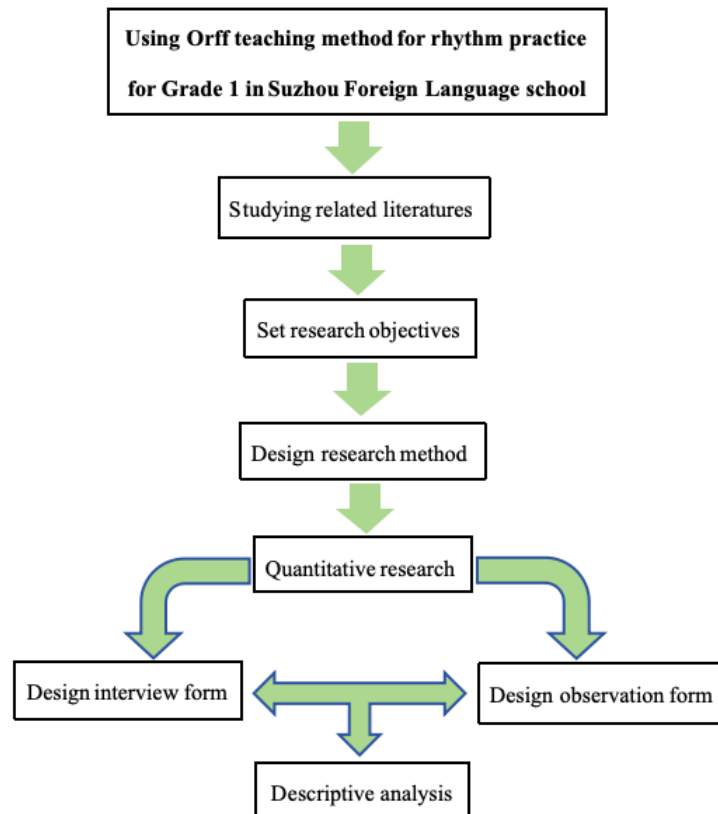 Using Orff teaching method for rhythm practice
for Grade 1 in Suzhou Foreign Language school
Studying related literatures
Set research objectives
Design research method
Quantitative research
Design interview form
Design observation form
Descriptive analysis